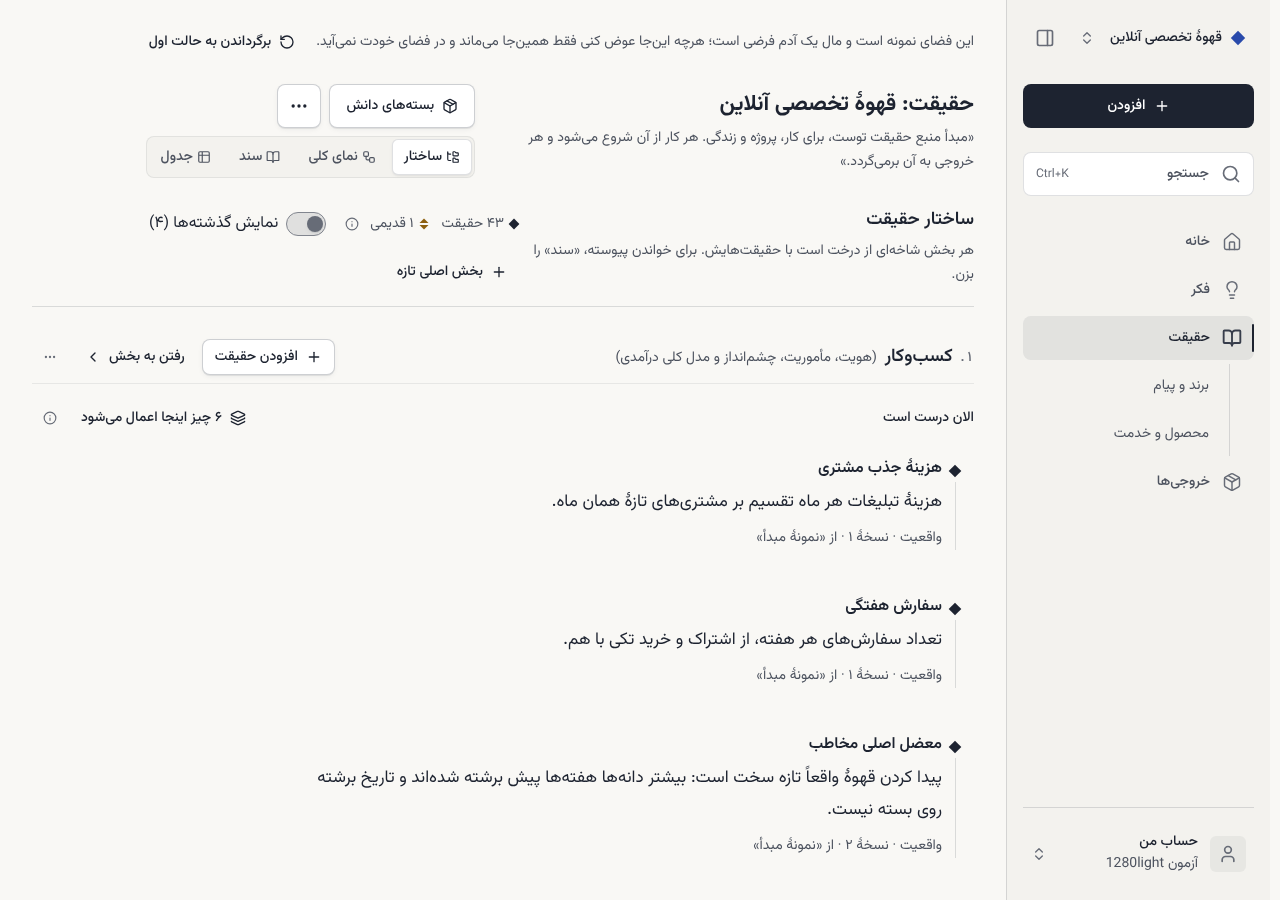 قهوهٔ تخصصی آنلاین
افزودن
جستجو
Ctrl+K
خانه
فکر
حقیقت
برند و پیام
محصول و خدمت
خروجی‌ها
حساب من
آزمون 1280light
این فضای نمونه است و مال یک آدم فرضی است؛ هرچه این‌جا عوض کنی فقط همین‌جا می‌ماند و در فضای خودت نمی‌آید.
برگرداندن به حالت اول
حقیقت: قهوهٔ تخصصی آنلاین
«مبدأ منبع حقیقت توست، برای کار، پروژه و زندگی. هر کار از آن شروع می‌شود و هر
خروجی به آن برمی‌گردد.»
بسته‌های دانش
ساختار
نمای کلی
سند
جدول
ساختار حقیقت
هر بخش شاخه‌ای از درخت است با حقیقت‌هایش. برای خواندن پیوسته، «سند» را
بزن.
۴۳ حقیقت
۱ قدیمی
نمایش گذشته‌ها (۴)
بخش اصلی تازه
۱. کسب‌وکار (هویت، مأموریت، چشم‌انداز و مدل کلی درآمدی)
افزودن حقیقت
رفتن به بخش
الان درست است
۶ چیز اینجا اعمال می‌شود
هزینهٔ جذب مشتری
هزینهٔ تبلیغات هر ماه تقسیم بر مشتری‌های تازهٔ همان ماه.
واقعیت · نسخهٔ ۱ · از «نمونهٔ مبدأ»
سفارش هفتگی
تعداد سفارش‌های هر هفته، از اشتراک و خرید تکی با هم.
واقعیت · نسخهٔ ۱ · از «نمونهٔ مبدأ»
معضل اصلی مخاطب
پیدا کردن قهوهٔ واقعاً تازه سخت است: بیشتر دانه‌ها هفته‌ها پیش برشته شده‌اند و تاریخ برشته
روی بسته نیست.
واقعیت · نسخهٔ ۲ · از «نمونهٔ مبدأ»